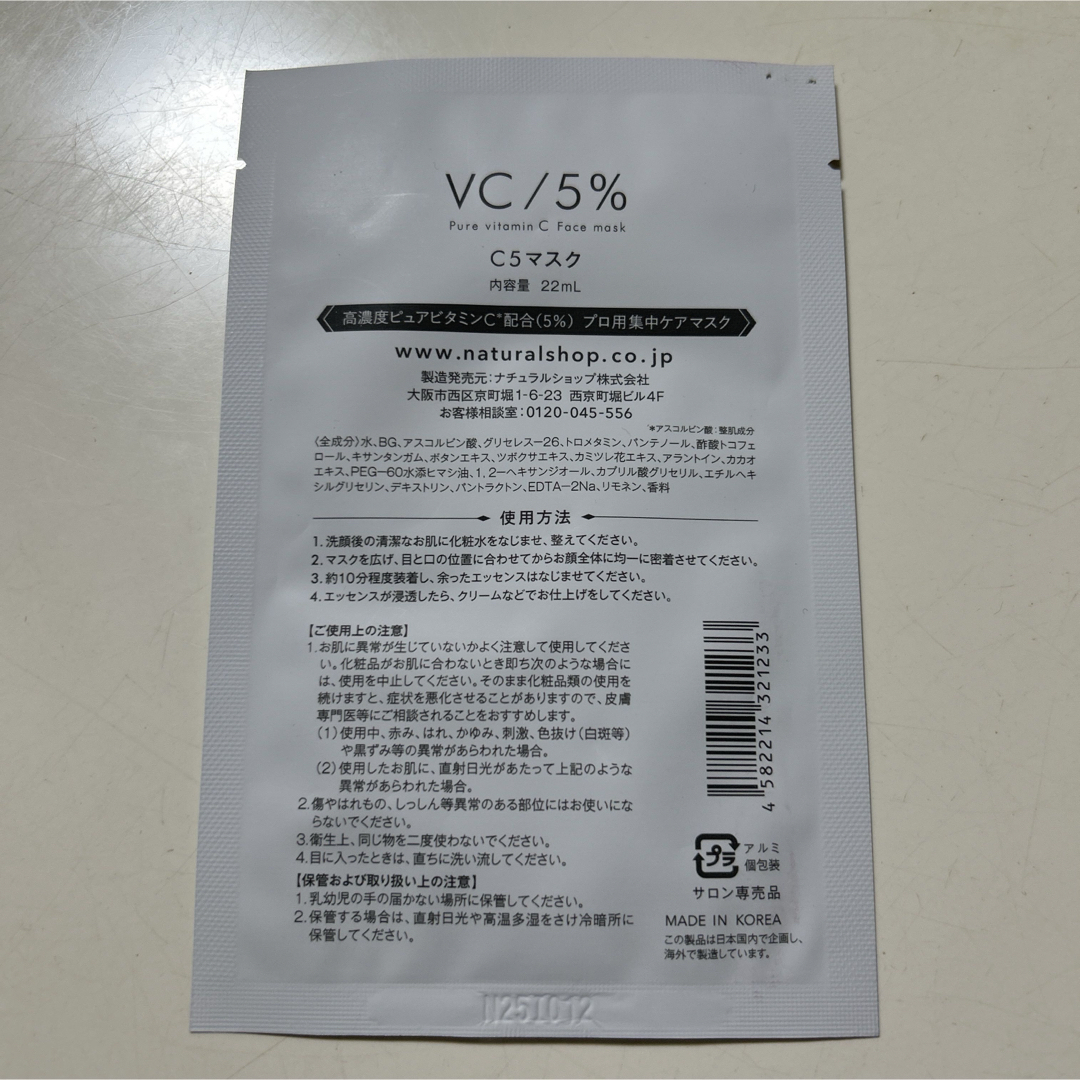 VC/5%
Pure vitamin C Face mask
C5マスク
内容量 22mL
高濃度ピュアビタミンC*配合(5%) プロ用集中ケアマスク
www.naturalshop.co.jp
製造発売元:ナチュラルショップ株式会社
大阪市西区京町堀1-6-23 西京町堀ビル4F
お客様相談室:0120-045-556
*アスコルビン酸:整肌成分
〈全成分〉水、BG、アスコルビン酸、グリセレス-26、トロメタミン、パンテノール、酢酸トコフェ
ロール、キサンタンガム、ボタンエキス、ツボクサエキス、カミツレ花エキス、アラントイン、カカオ
エキス、PEG-60水添ヒマシ油、1,2-ヘキサンジオール、カプリル酸グリセリル、エチルヘキ
シルグリセリン、デキストリン、パントラクトン、EDTA-2Na、リモネン、香料
使用方法
1.洗顔後の清潔なお肌に化粧水をなじませ、整えてください。
2.マスクを広げ、目と口の位置に合わせてからお顔全体に均一に密着させてください。
3.約10分程度装着し、余ったエッセンスはなじませてください。
4.エッセンスが浸透したら、クリームなどでお仕上げをしてください。
【ご使用上の注意】
1.お肌に異常が生じていないかよく注意して使用してくださ
い。化粧品がお肌に合わないとき即ち次のような場合に
は、使用を中止してください。そのまま化粧品類の使用を
続けますと、症状を悪化させることがありますので、皮膚
専門医等にご相談されることをおすすめします。
(1)使用中、赤み、はれ、かゆみ、刺激、色抜け(白斑等)
や黒ずみ等の異常があらわれた場合。
(2)使用したお肌に、直射日光があたって上記のような
異常があらわれた場合。
2.傷やはれもの、しっしん等異常のある部位にはお使いにな
らないでください。
3.衛生上、同じ物を二度使わないでください。
4.目に入ったときは、直ちに洗い流してください。
【保管および取り扱い上の注意】
1.乳幼児の手の届かない場所に保管してください。
2.保管する場合は、直射日光や高温多湿をさけ冷暗所に
保管してください。
4 582214 321233
プラ
アルミ
個包装
サロン専売品
MADE IN KOREA
この製品は日本国内で企画し、
海外で製造しています。
N25I012